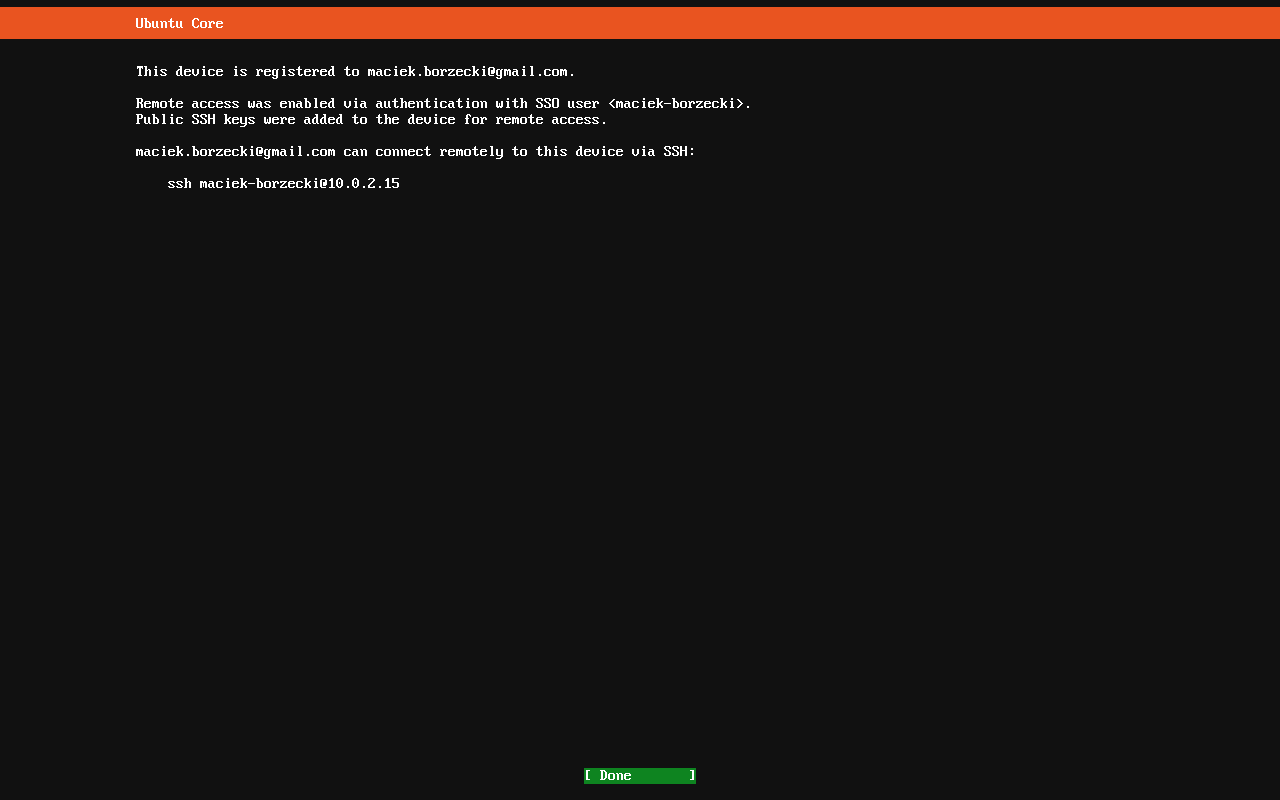 Ubuntu Core
This device is registered to maciek.borzecki@gmail.com.
Remote access was enabled via authentication with SSO user <maciek-borzecki>.
Public SSH keys were added to the device for remote access.
maciek.borzecki@gmail.com can connect remotely to this device via SSH:
ssh maciek-borzecki@10.0.2.15
[ Done ]